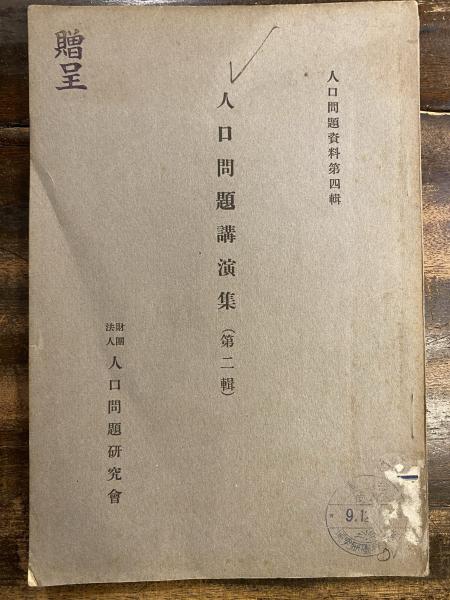 人口問題資料第四輯
人口問題講演集（第二輯）
財團法人 人口問題研究會
贈呈
9.1